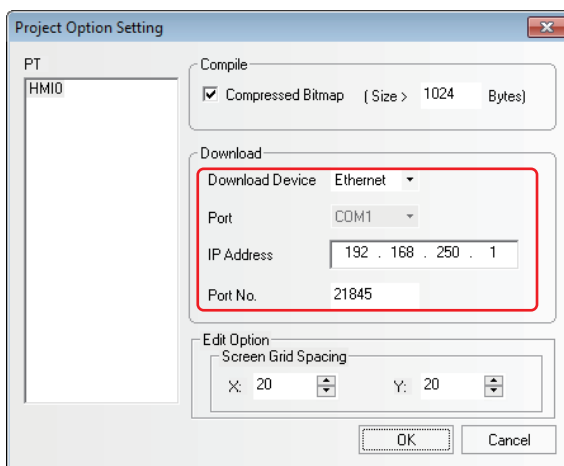 Project Option Setting
PT
HMI0
Compile
Compressed Bitmap ( Size > 1024 Bytes)
Download
Download Device Ethernet
Port COM1
IP Address 192 . 168 . 250 . 1
Port No. 21845
Edit Option
Screen Grid Spacing
X: 20 Y: 20
OK Cancel